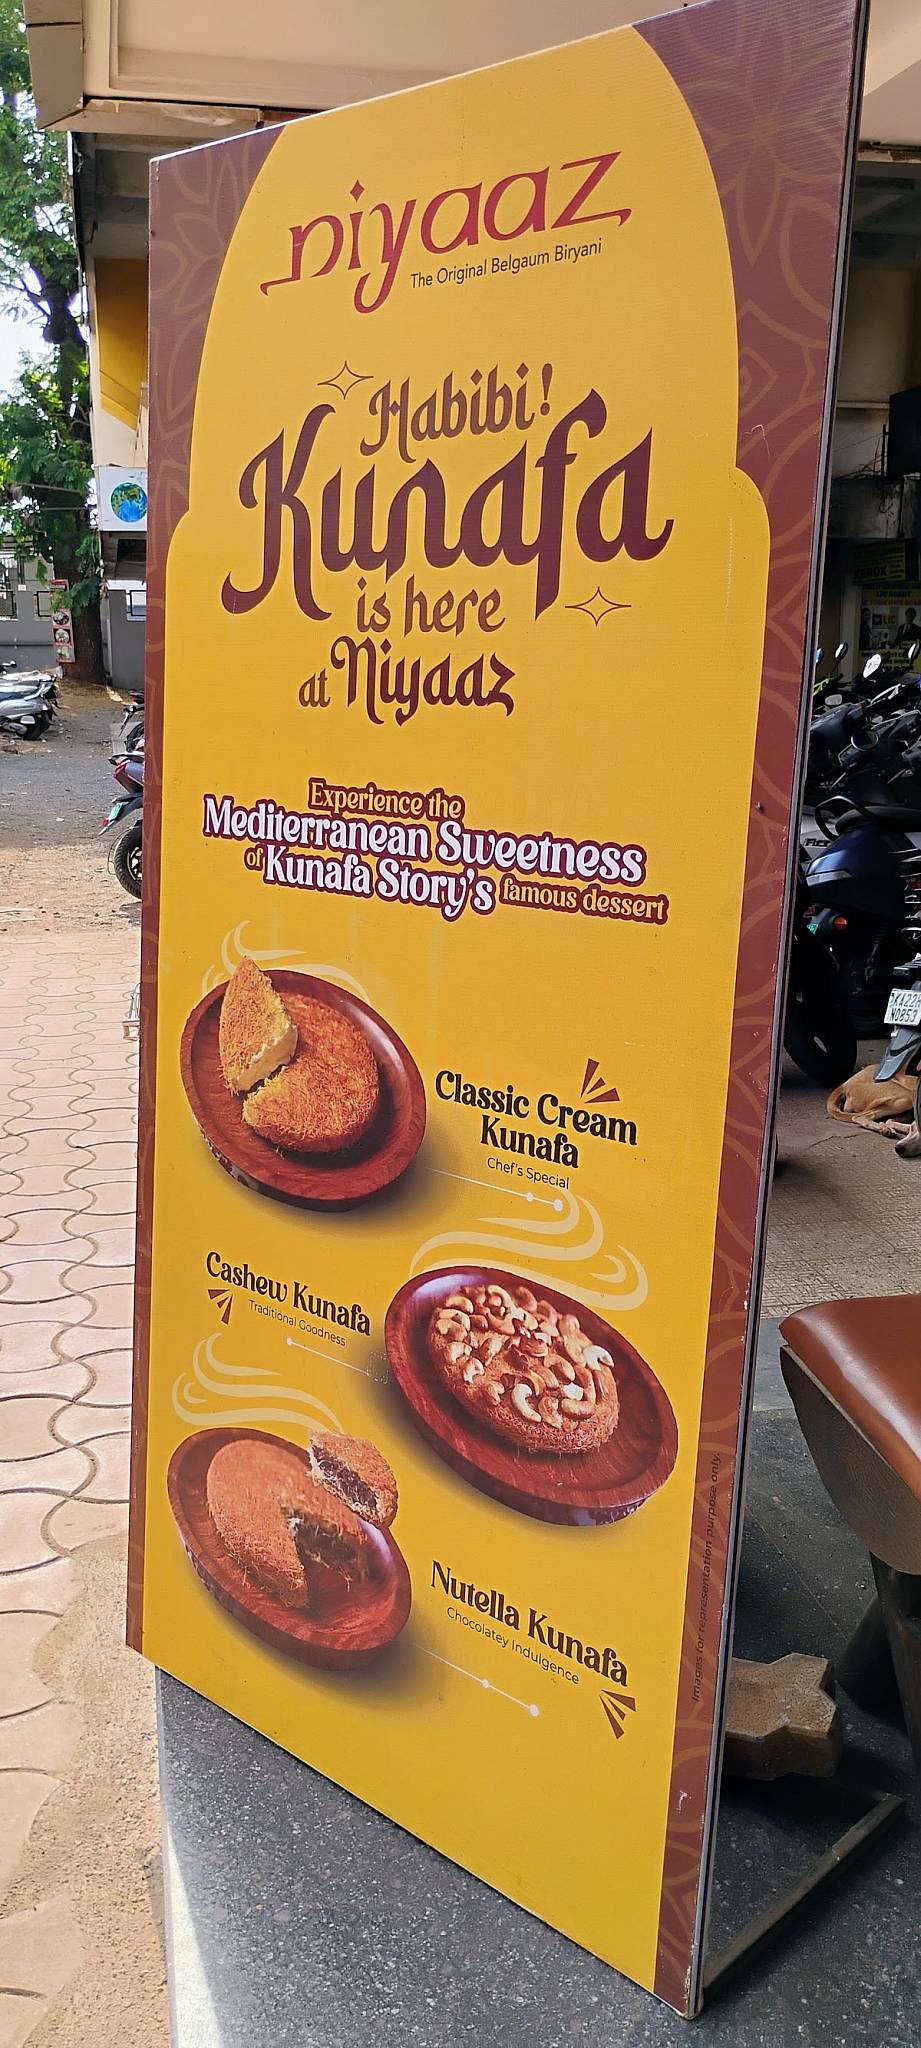 niyaaz
The Original Belgaum Biryani
Habibi!
Kunafa
is here
at Niyaaz
Experience the
Mediterranean Sweetness
of Kunafa Story's famous dessert
Classic Cream
Kunafa
Chef's Special
Cashew Kunafa
Traditional Goodness
Nutella Kunafa
Chocolatey Indulgence
Images for representation purpose only.
XEROX
LIC